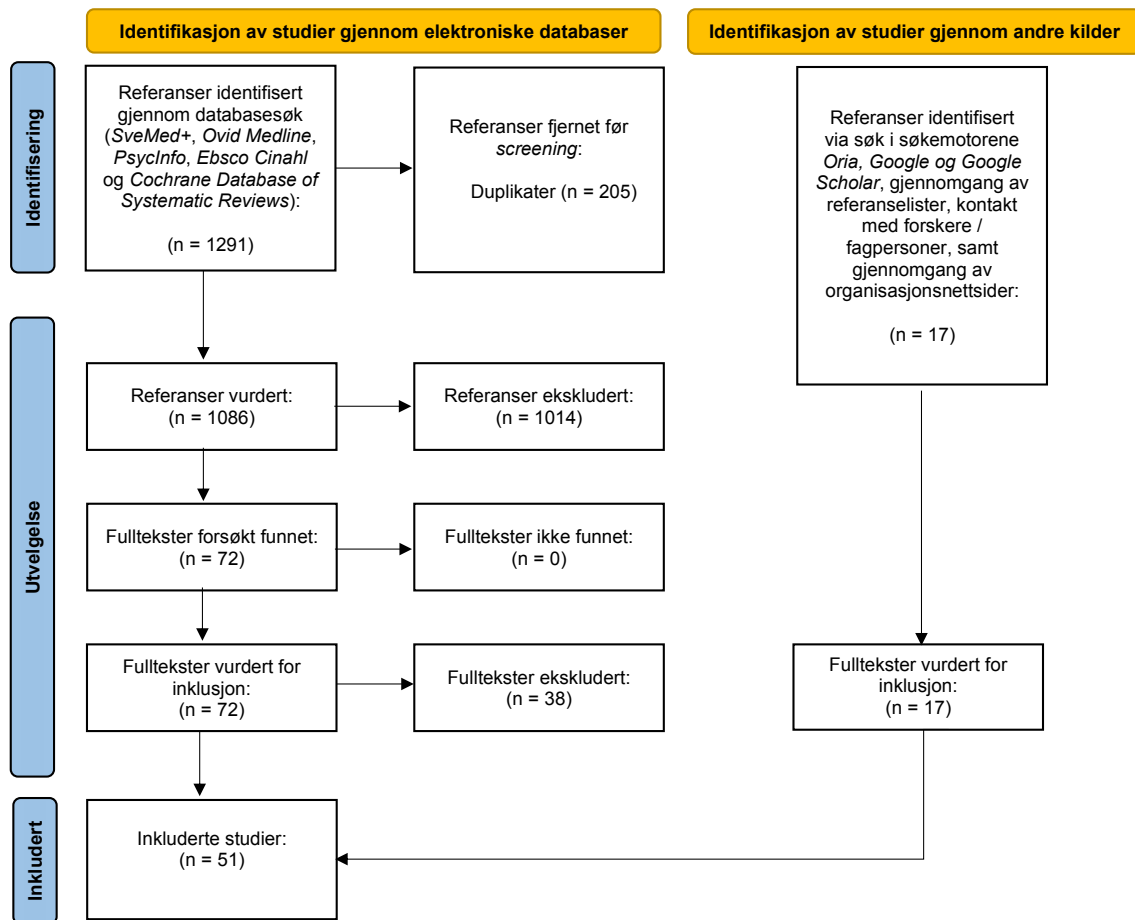 Identifikasjon av studier gjennom elektroniske databaser
Identifikasjon av studier gjennom andre kilder
Identifisering
Referanser identifisert
gjennom databasesøk
(SveMed+, Ovid Medline,
PsycInfo, Ebsco Cinahl
og Cochrane Database of
Systematic Reviews):
(n = 1291)
Referanser fjernet før
screening:
Duplikater (n = 205)
Referanser identifisert
via søk i søkemotorene
Oria, Google og Google
Scholar, gjennomgang av
referanselister, kontakt
med forskere /
fagpersoner, samt
gjennomgang av
organisasjonsnettsider:
(n = 17)
Utvelgelse
Referanser vurdert:
(n = 1086)
Referanser ekskludert:
(n = 1014)
Fulltekster forsøkt funnet:
(n = 72)
Fulltekster ikke funnet:
(n = 0)
Fulltekster vurdert for
inklusjon:
(n = 72)
Fulltekster ekskludert:
(n = 38)
Fulltekster vurdert for
inklusjon:
(n = 17)
Inkludert
Inkluderte studier:
(n = 51)